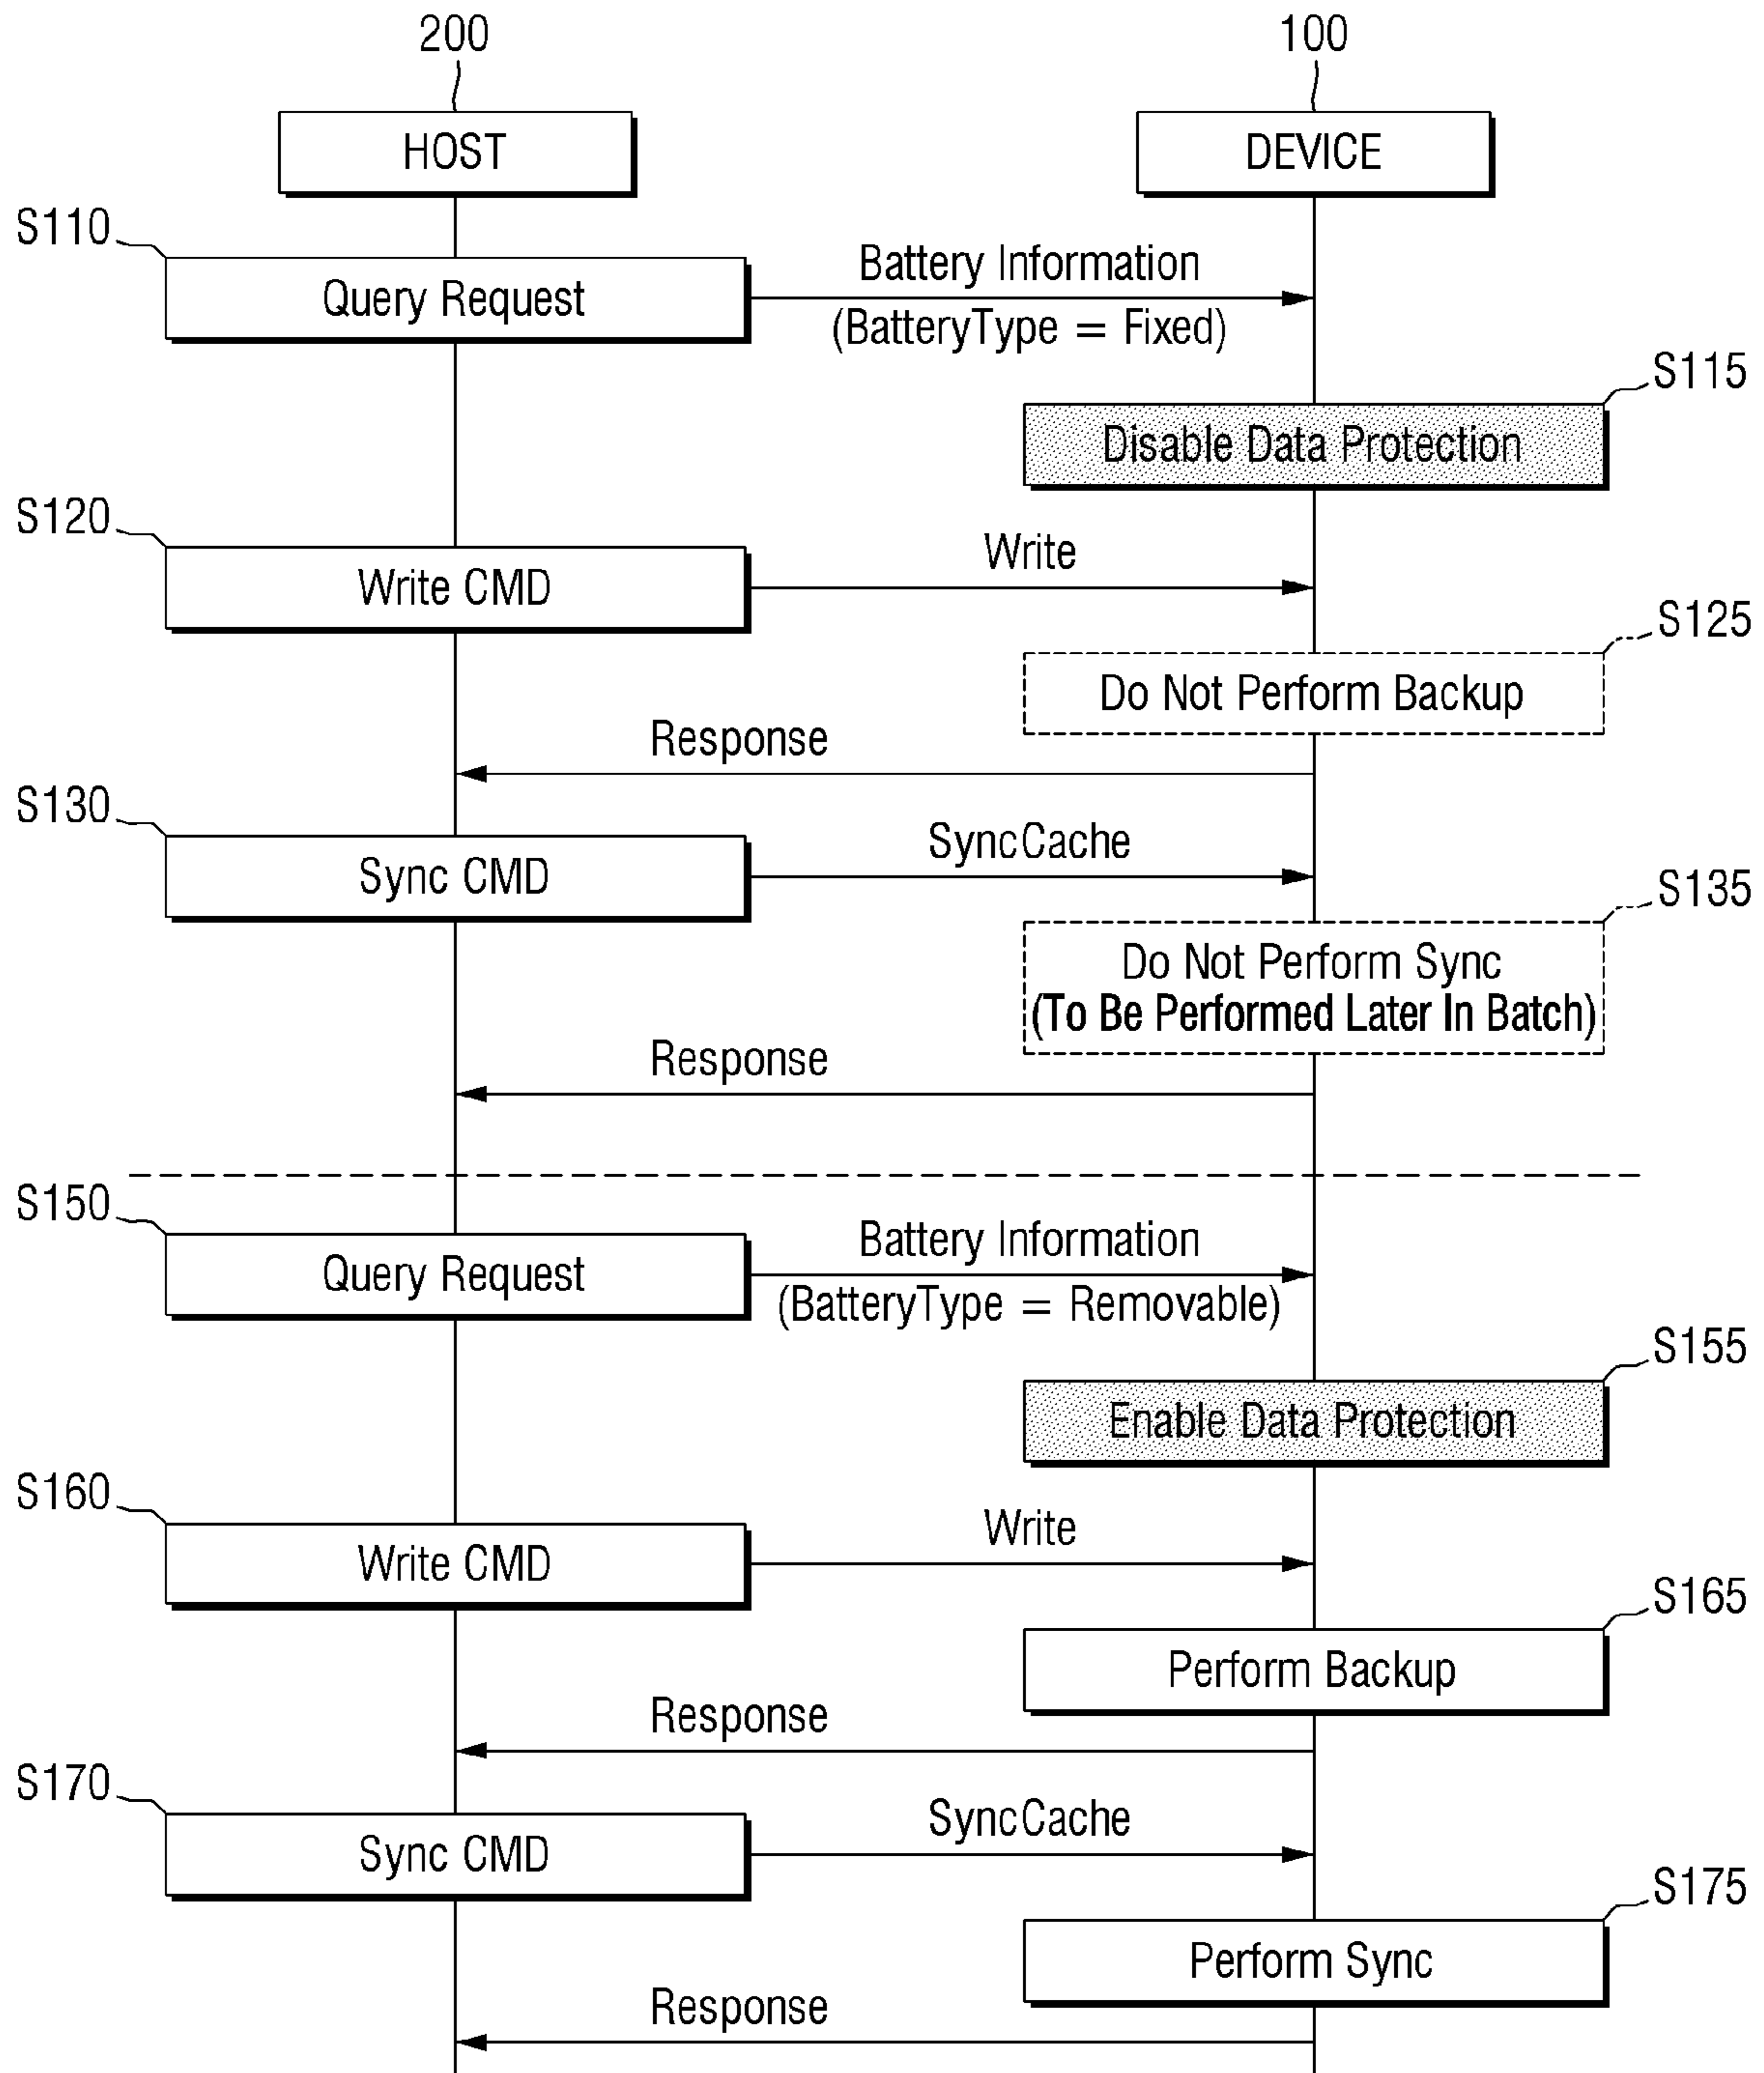 200
100
HOST
DEVICE
S110
Query Request
Battery Information
(BatteryType = Fixed)
S115
Disable Data Protection
S120
Write CMD
Write
S125
Do Not Perform Backup
Response
S130
Sync CMD
SyncCache
S135
Do Not Perform Sync
(To Be Performed Later In Batch)
Response
S150
Query Request
Battery Information
(BatteryType = Removable)
S155
Enable Data Protection
S160
Write CMD
Write
S165
Perform Backup
Response
S170
Sync CMD
SyncCache
S175
Perform Sync
Response